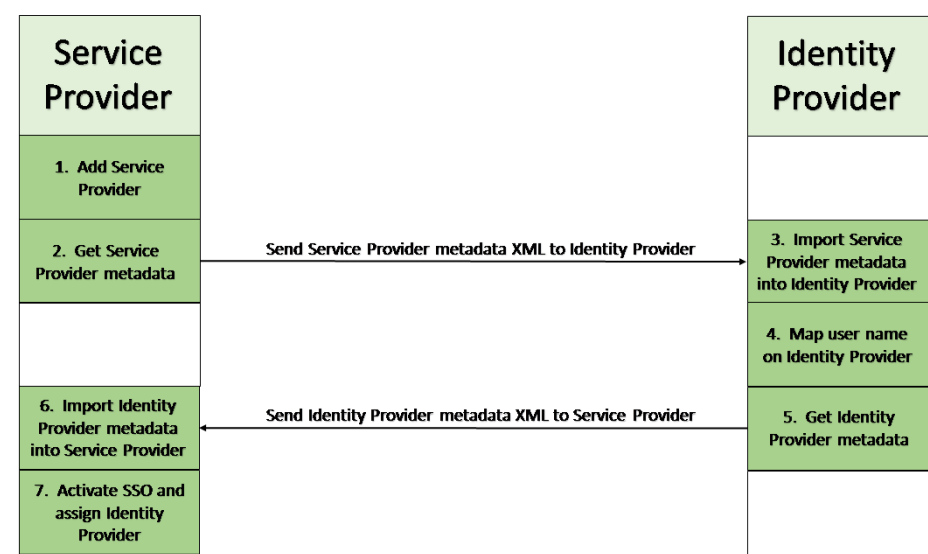 Service
Provider
Identity
Provider
1. Add Service
Provider
2. Get Service
Provider metadata
Send Service Provider metadata XML to Identity Provider
3. Import Service
Provider metadata
into Identity Provider
4. Map user name
on Identity Provider
5. Get Identity
Provider metadata
Send Identity Provider metadata XML to Service Provider
6. Import Identity
Provider metadata
into Service Provider
7. Activate SSO and
assign Identity
Provider